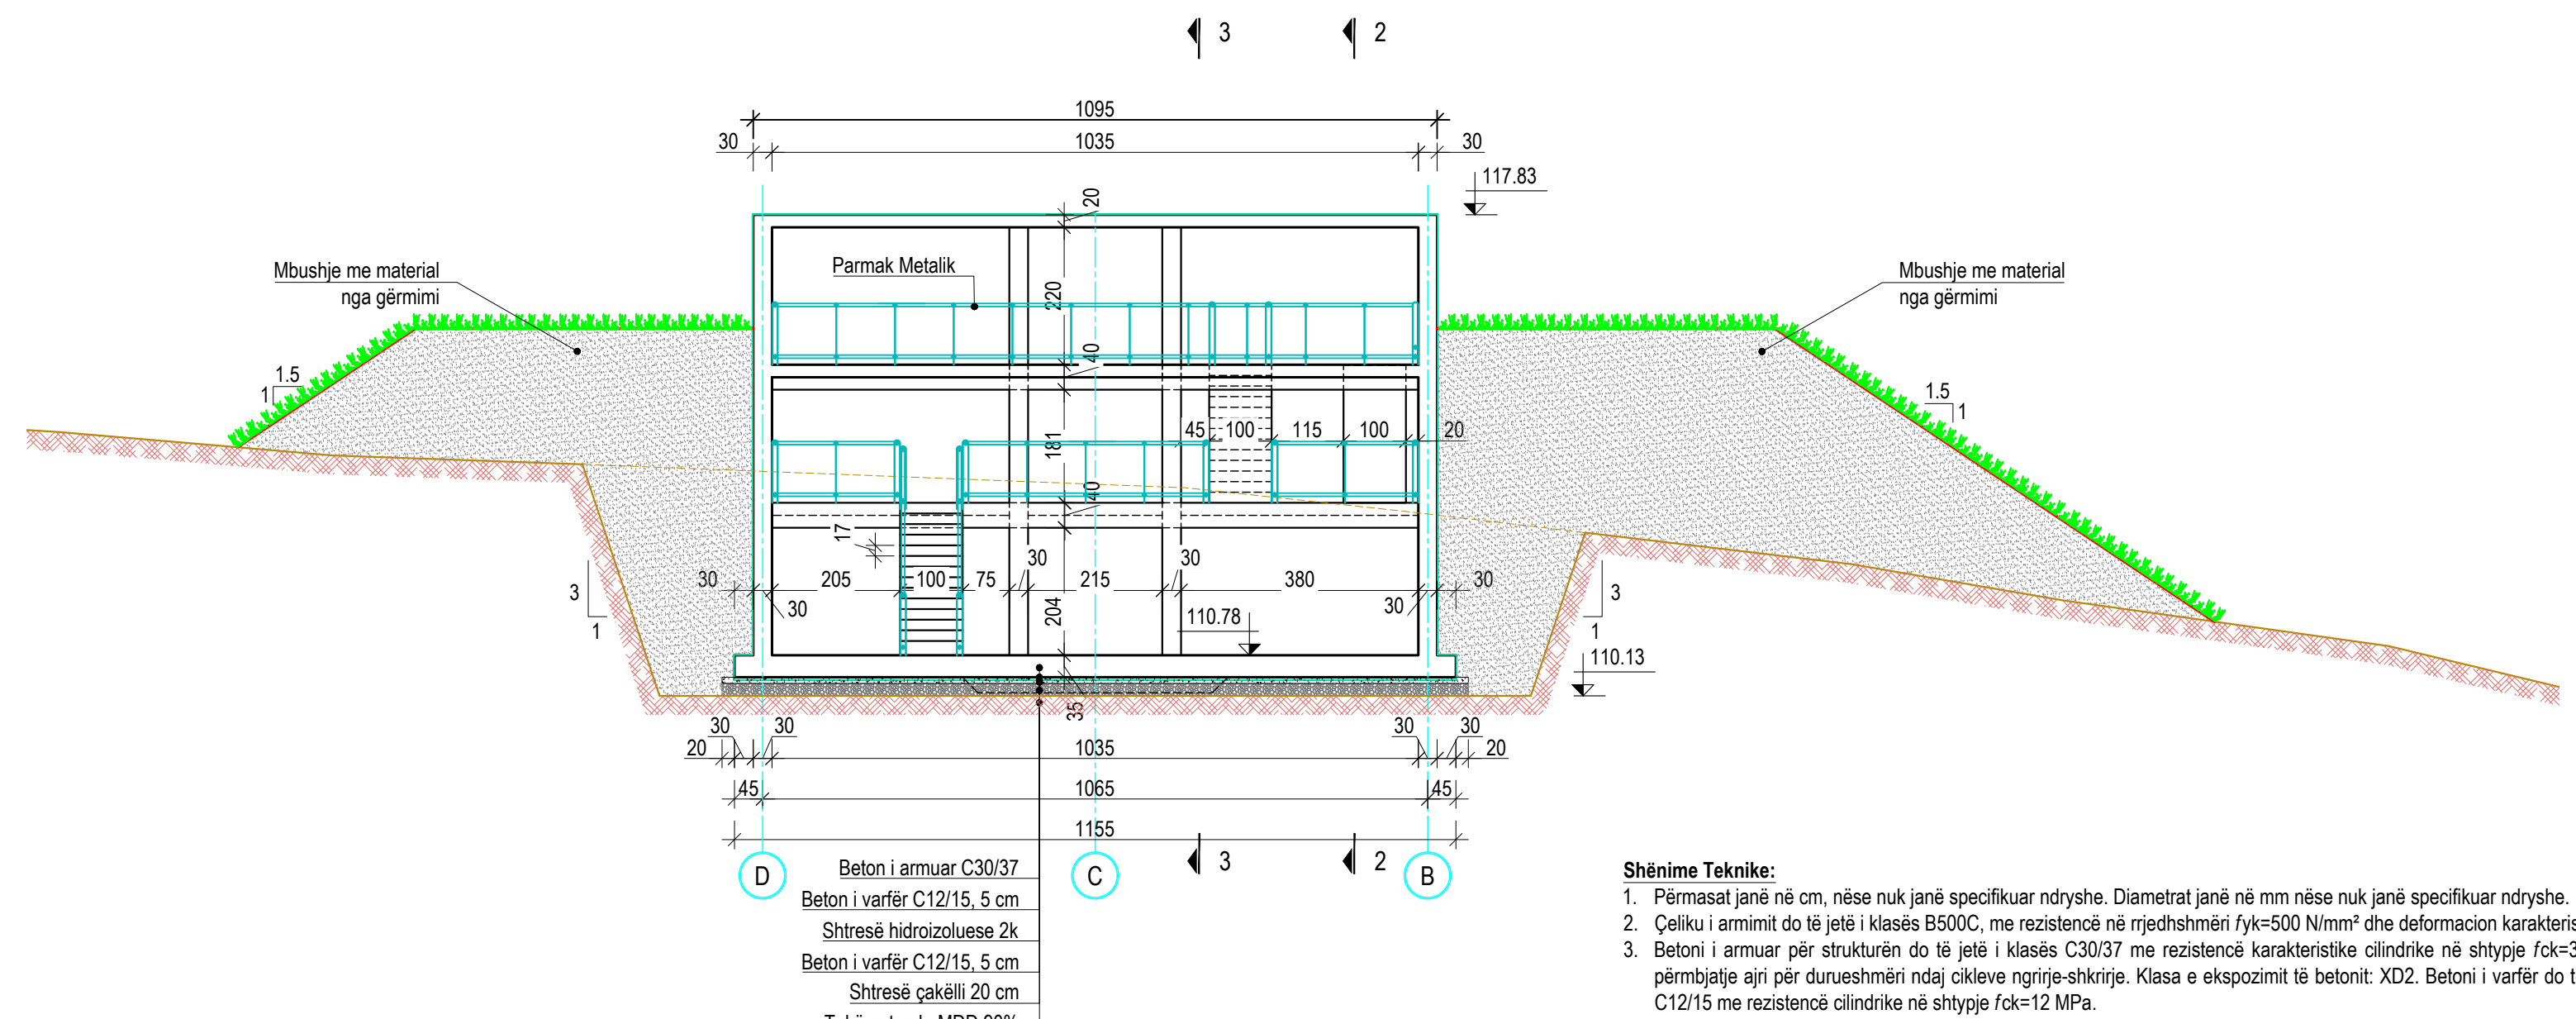 3
2
1095
30
1035
30
117.83
20
Mbushje me material
nga gërmimi
Parmak Metalik
220
Mbushje me material
nga gërmimi
40
1.5
1
1.5
1
45
100
115
100
20
181
40
17
30
205
100
75
30
215
30
380
30
30
30
204
110.78
3
1
3
1
110.13
35
30
30
20
1035
30
30
20
45
1065
45
1155
3
2
D
C
B
Beton i armuar C30/37
Beton i varfër C12/15, 5 cm
Shtresë hidroizoluese 2k
Beton i varfër C12/15, 5 cm
Shtresë çakëlli 20 cm
Shënime Teknike:
1. Përmasat janë në cm, nëse nuk janë specifikuar ndryshe. Diametrat janë në mm nëse nuk janë specifikuar ndryshe.
2. Çeliku i armimit do të jetë i klasës B500C, me rezistencë në rrjedhshmëri fyk=500 N/mm² dhe deformacion karakteris
3. Betoni i armuar për strukturën do të jetë i klasës C30/37 me rezistencë karakteristike cilindrike në shtypje fck=3
përmbjatje ajri për durueshmëri ndaj cikleve ngrirje-shkrirje. Klasa e ekspozimit të betonit: XD2. Betoni i varfër do t
C12/15 me rezistencë cilindrike në shtypje fck=12 MPa.